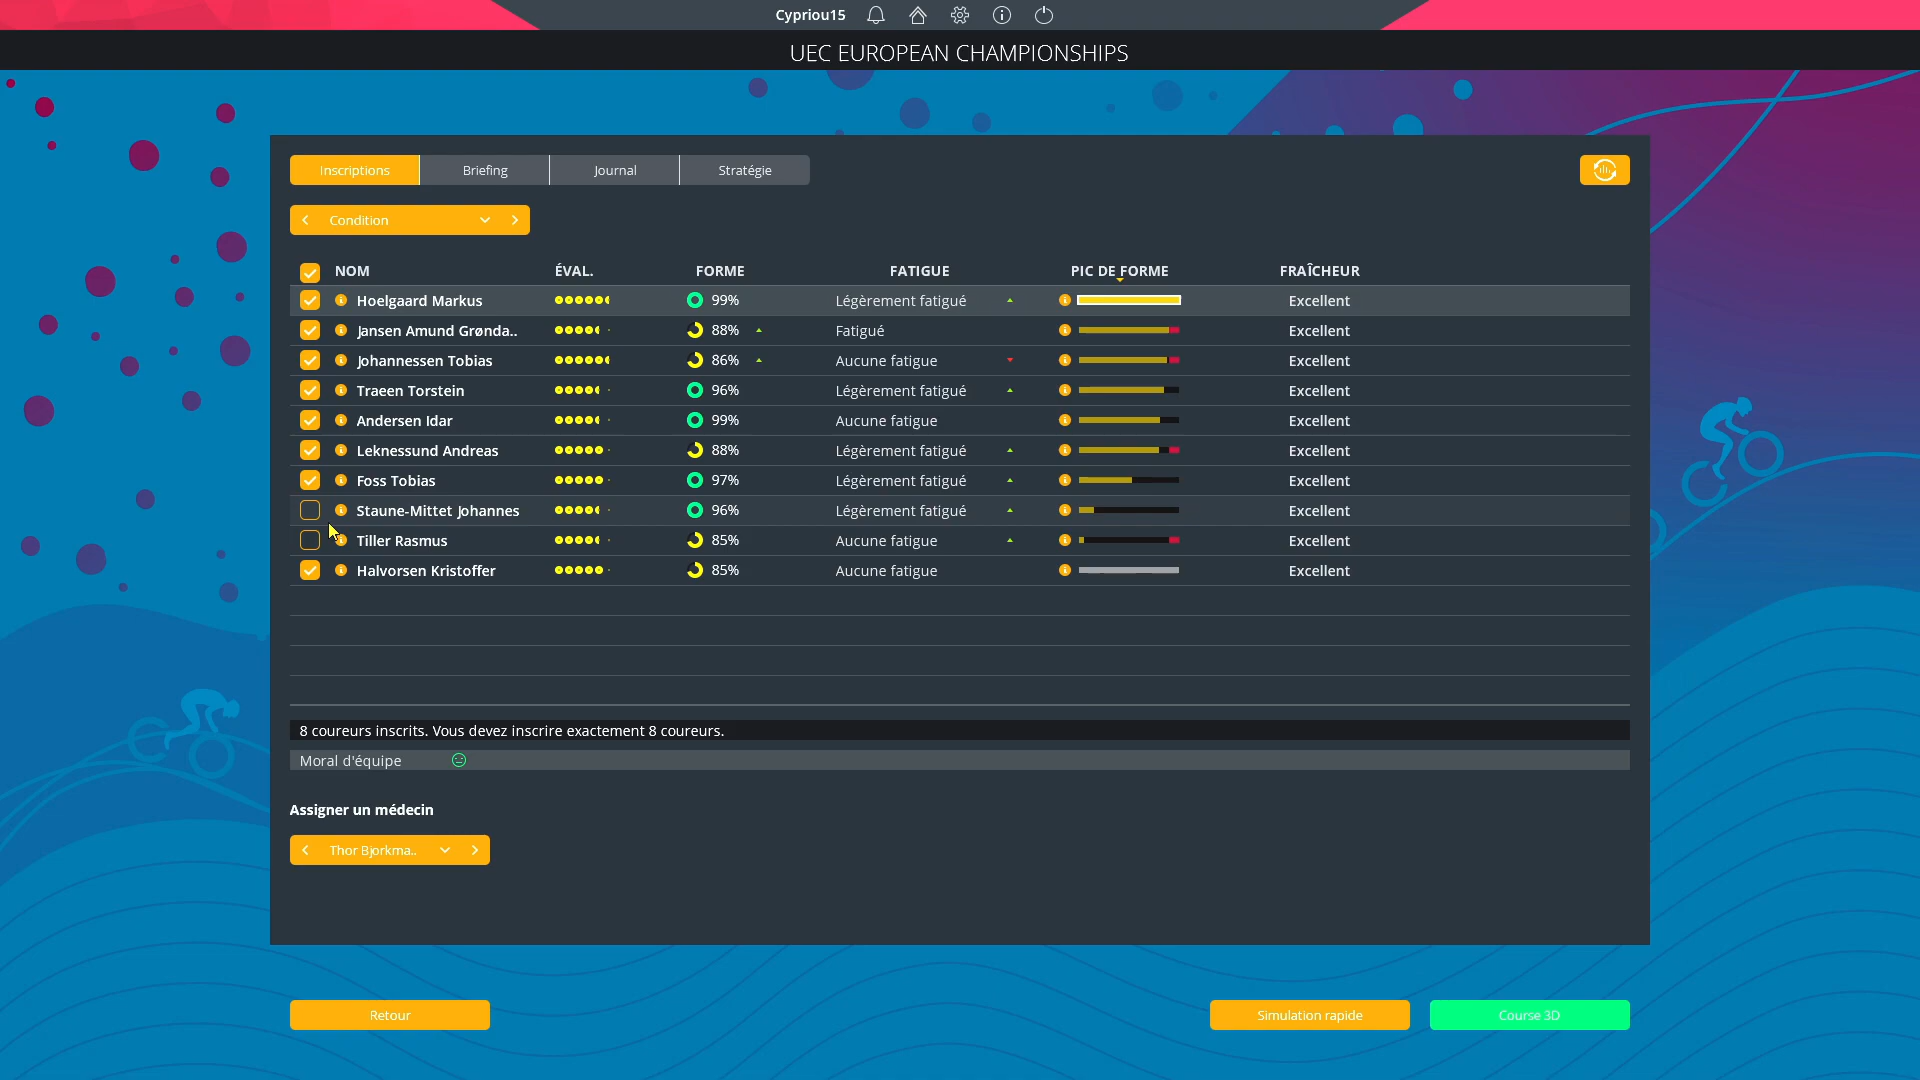 Cypriou15
UEC EUROPEAN CHAMPIONSHIPS
Inscriptions Briefing Journal Stratégie
Condition
NOM ÉVAL. FORME FATIGUE PIC DE FORME FRAÎCHEUR
Hoelgaard Markus 99% Légèrement fatigué Excellent
Jansen Amund Grønda.. 88% Fatigué Excellent
Johannessen Tobias 86% Aucune fatigue Excellent
Traeen Torstein 96% Légèrement fatigué Excellent
Andersen Idar 99% Aucune fatigue Excellent
Leknessund Andreas 88% Légèrement fatigué Excellent
Foss Tobias 97% Légèrement fatigué Excellent
Staune-Mittet Johannes 96% Légèrement fatigué Excellent
Tiller Rasmus 85% Aucune fatigue Excellent
Halvorsen Kristoffer 85% Aucune fatigue Excellent
8 coureurs inscrits. Vous devez inscrire exactement 8 coureurs.
Moral d'équipe
Assigner un médecin
Thor Bjorkma..
Retour Simulation rapide Course 3D